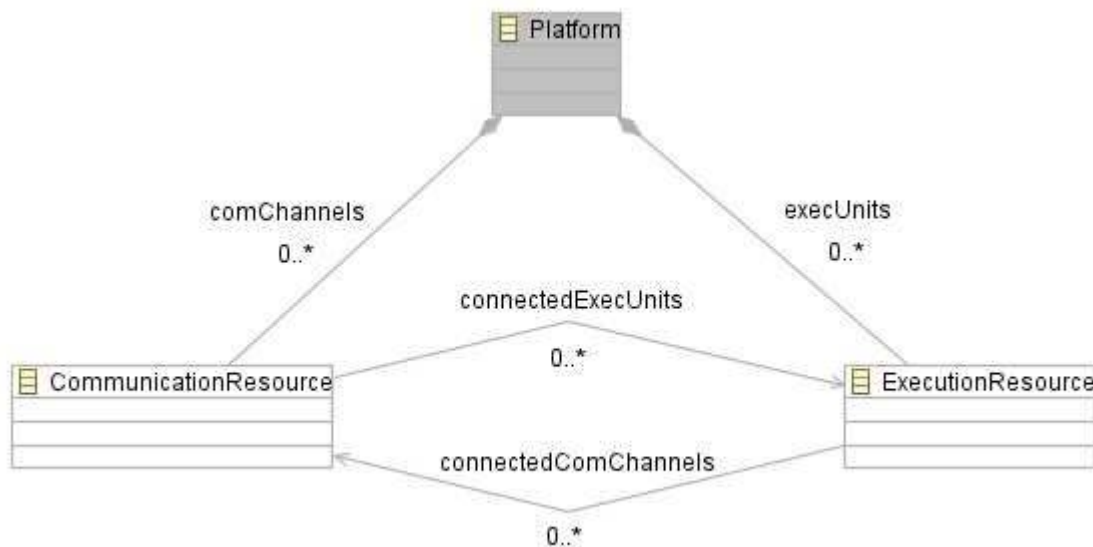 Platform
comChannels
0..*
execUnits
0..*
connectedExecUnits
0..*
CommunicationResource
ExecutionResource
connectedComChannels
0..*